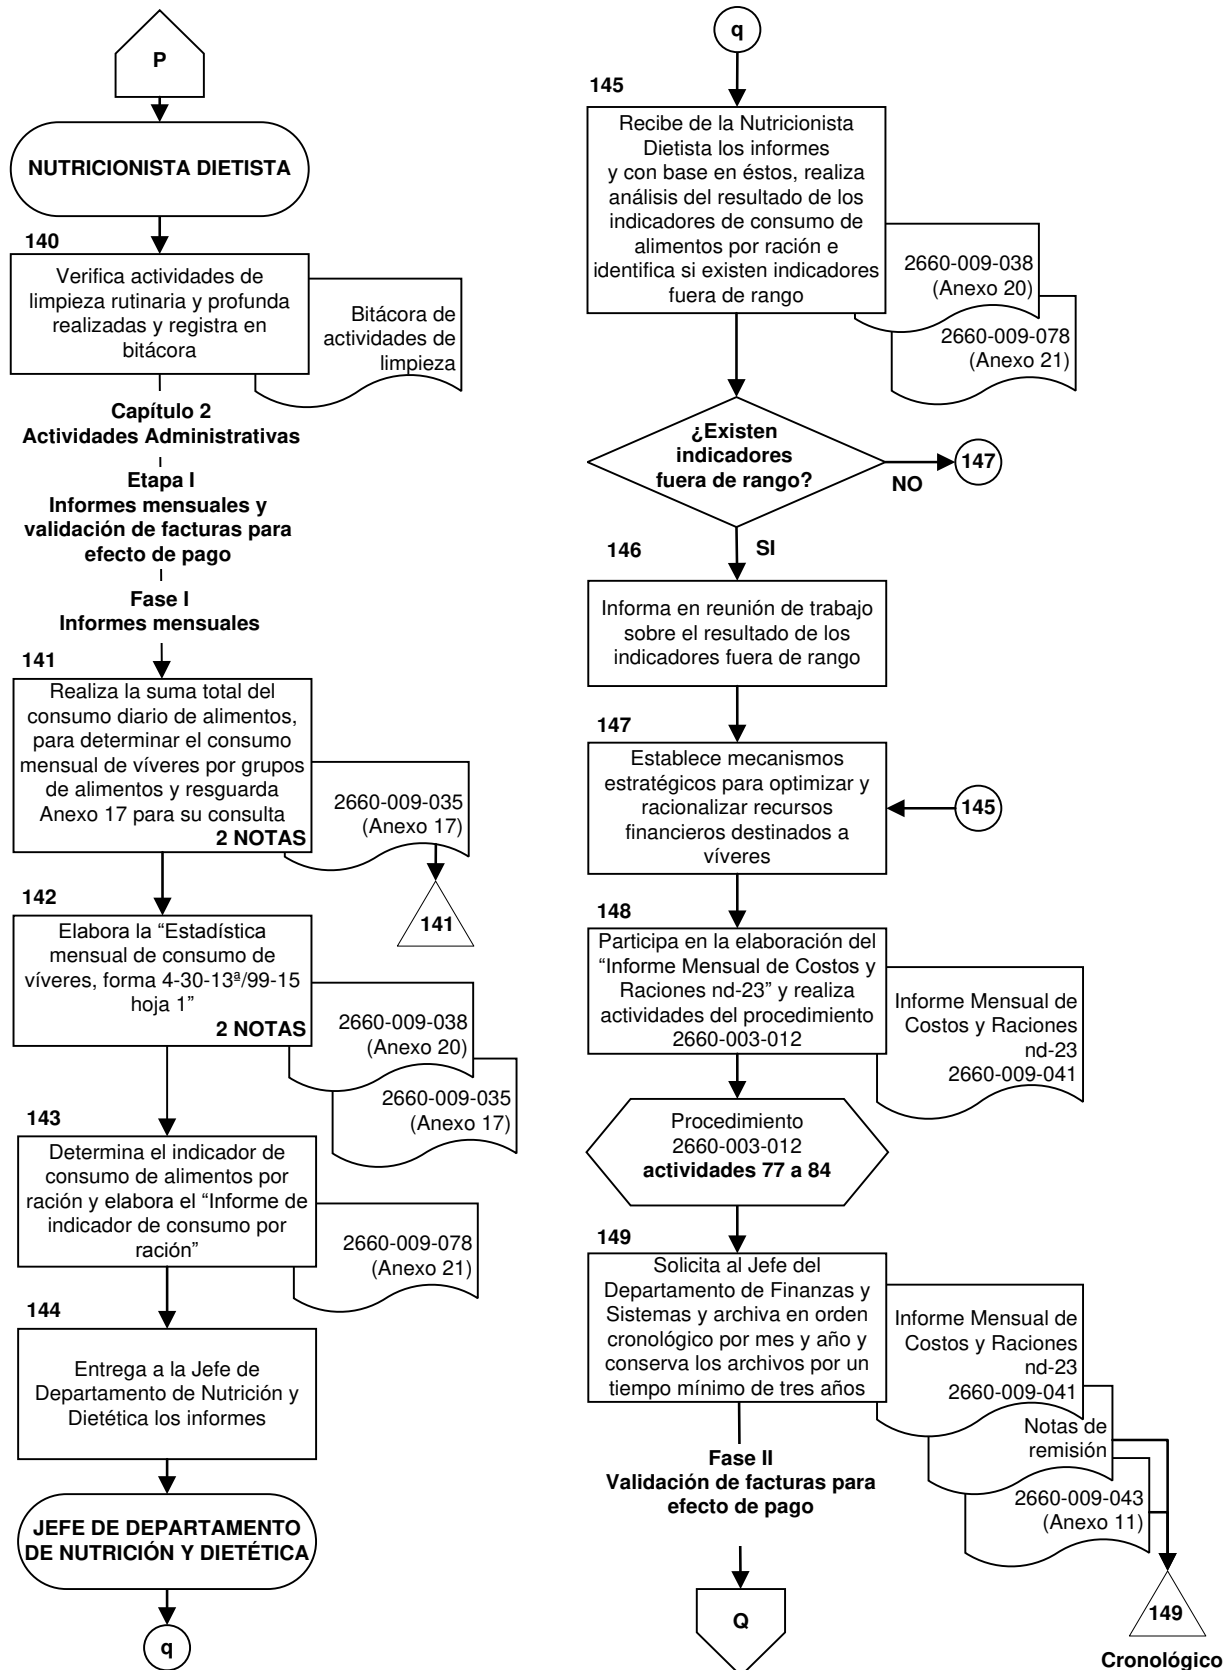 P
NUTRICIONISTA DIETISTA
140
Verifica actividades de
limpieza rutinaria y profunda
realizadas y registra en
bitácora
Bitácora de
actividades de
limpieza
Capítulo 2
Actividades Administrativas
Etapa I
Informes mensuales y
validación de facturas para
efecto de pago
Fase I
Informes mensuales
141
Realiza la suma total del
consumo diario de alimentos,
para determinar el consumo
mensual de víveres por grupos
de alimentos y resguarda
Anexo 17 para su consulta
2 NOTAS
2660-009-035
(Anexo 17)
141
142
Elabora la “Estadística
mensual de consumo de
víveres, forma 4-30-13ª/99-15
hoja 1”
2 NOTAS
2660-009-038
(Anexo 20)
2660-009-035
(Anexo 17)
143
Determina el indicador de
consumo de alimentos por
ración y elabora el “Informe de
indicador de consumo por
ración”
2660-009-078
(Anexo 21)
144
Entrega a la Jefe de
Departamento de Nutrición y
Dietética los informes
JEFE DE DEPARTAMENTO
DE NUTRICIÓN Y DIETÉTICA
q
q
145
Recibe de la Nutricionista
Dietista los informes
y con base en éstos, realiza
análisis del resultado de los
indicadores de consumo de
alimentos por ración e
identifica si existen indicadores
fuera de rango
2660-009-038
(Anexo 20)
2660-009-078
(Anexo 21)
¿Existen
indicadores
fuera de rango?
NO
147
SI
146
Informa en reunión de trabajo
sobre el resultado de los
indicadores fuera de rango
147
Establece mecanismos
estratégicos para optimizar y
racionalizar recursos
financieros destinados a
víveres
145
148
Participa en la elaboración del
“Informe Mensual de Costos y
Raciones nd-23” y realiza
actividades del procedimiento
2660-003-012
Informe Mensual de
Costos y Raciones
nd-23
2660-009-041
Procedimiento
2660-003-012
actividades 77 a 84
149
Solicita al Jefe del
Departamento de Finanzas y
Sistemas y archiva en orden
cronológico por mes y año y
conserva los archivos por un
tiempo mínimo de tres años
Informe Mensual de
Costos y Raciones
nd-23
2660-009-041
Notas de
remisión
2660-009-043
(Anexo 11)
149
Cronológico
Fase II
Validación de facturas para
efecto de pago
Q